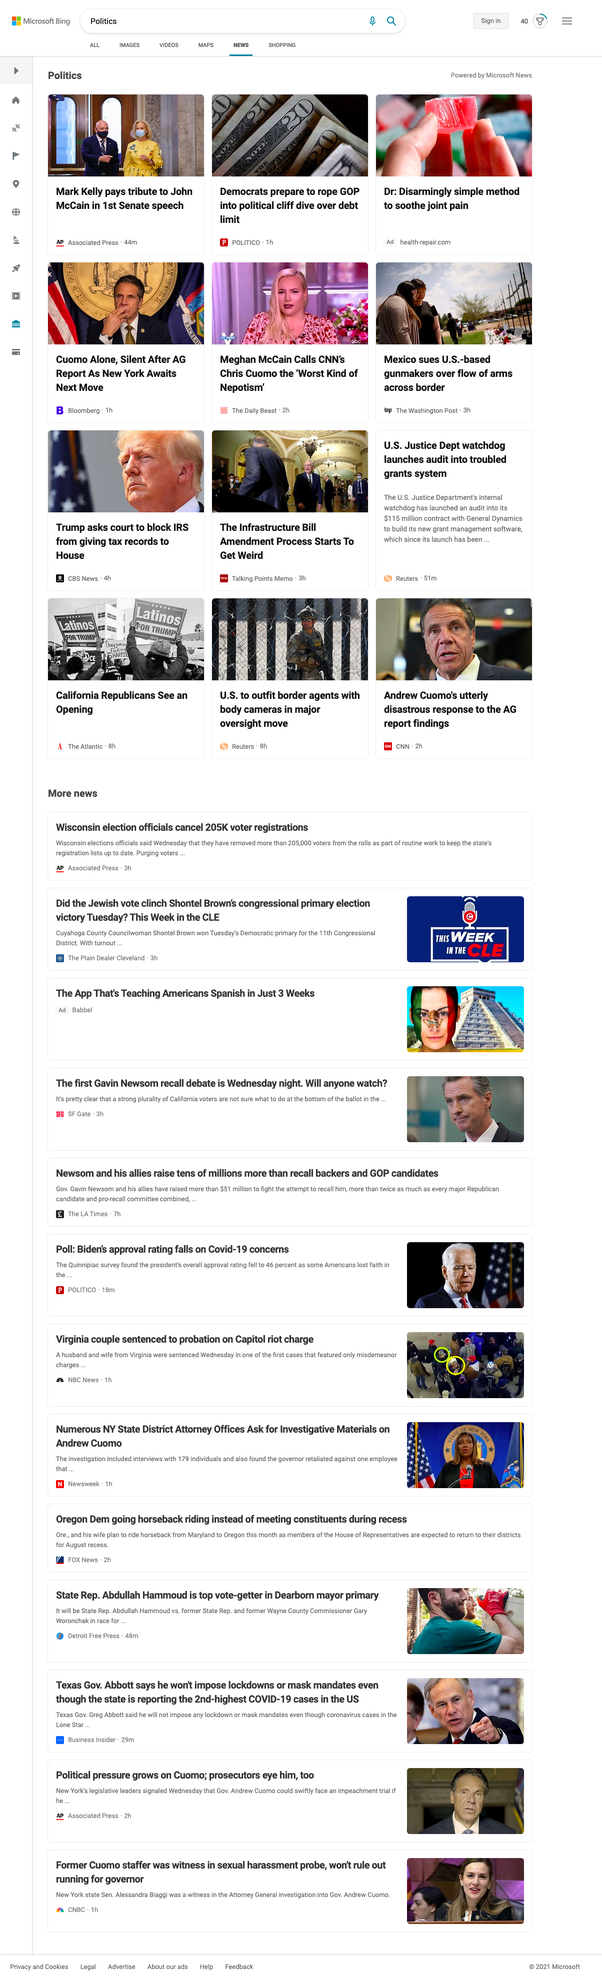 Microsoft Bing
Politics
Sign in
40
ALL IMAGES VIDEOS MAPS NEWS SHOPPING
Politics
Powered by Microsoft News
Mark Kelly pays tribute to John
McCain in 1st Senate speech
AP Associated Press · 44m
Democrats prepare to rope GOP
into political cliff dive over debt
limit
POLITICO · 1h
Dr: Disarmingly simple method
to soothe joint pain
Ad health-repair.com
Cuomo Alone, Silent After AG
Report As New York Awaits
Next Move
Bloomberg · 1h
Meghan McCain Calls CNN's
Chris Cuomo the 'Worst Kind of
Nepotism'
The Daily Beast · 2h
Mexico sues U.S.-based
gunmakers over flow of arms
across border
The Washington Post · 3h
Trump asks court to block IRS
from giving tax records to
House
CBS News · 4h
The Infrastructure Bill
Amendment Process Starts To
Get Weird
Talking Points Memo · 3h
U.S. Justice Dept watchdog
launches audit into troubled
grants system
The U.S. Justice Department's internal
watchdog has launched an audit into its
$115 million contract with General Dynamics
to build its new grant management software,
which since its launch has been ...
Reuters · 51m
Latinos
FOR TRUMP
Latinos
FOR TRUMP
California Republicans See an
Opening
The Atlantic · 8h
U.S. to outfit border agents with
body cameras in major
oversight move
Reuters · 8h
Andrew Cuomo's utterly
disastrous response to the AG
report findings
CNN · 2h
More news
Wisconsin election officials cancel 205K voter registrations
Wisconsin elections officials said Wednesday that they have removed more than 205,000 voters from the rolls as part of routine work to keep the state's
registration lists up to date. Purging voters ...
AP Associated Press · 3h
Did the Jewish vote clinch Shontel Brown's congressional primary election
victory Tuesday? This Week in the CLE
Cuyahoga County Councilwoman Shontel Brown won Tuesday's Democratic primary for the 11th Congressional
District. With turnout ...
The Plain Dealer Cleveland · 3h
THIS WEEK
IN THE CLE
The App That's Teaching Americans Spanish in Just 3 Weeks
Ad Babbel
The first Gavin Newsom recall debate is Wednesday night. Will anyone watch?
It's pretty clear that a strong plurality of California voters are not sure what to do at the bottom of the ballot in the ...
SF Gate · 3h
Newsom and his allies raise tens of millions more than recall backers and GOP candidates
Gov. Gavin Newsom and his allies have raised more than $51 million to fight the attempt to recall him, more than twice as much as every major Republican
candidate and pro-recall committee combined, ...
The LA Times · 7h
Poll: Biden's approval rating falls on Covid-19 concerns
The Quinnipiac survey found the president's overall approval rating fell to 46 percent as some Americans lost faith in
the ...
POLITICO · 18m
Virginia couple sentenced to probation on Capitol riot charge
A husband and wife from Virginia were sentenced Wednesday in one of the first cases that featured only misdemeanor
charges ...
NBC News · 1h
Numerous NY State District Attorney Offices Ask for Investigative Materials on
Andrew Cuomo
The investigation included interviews with 179 individuals and also found the governor retaliated against one employee
that ...
Newsweek · 1h
Oregon Dem going horseback riding instead of meeting constituents during recess
Ore., and his wife plan to ride horseback from Maryland to Oregon this month as members of the House of Representatives are expected to return to their districts
for August recess.
FOX News · 2h
State Rep. Abdullah Hammoud is top vote-getter in Dearborn mayor primary
It will be State Rep. Abdullah Hammoud vs. former State Rep. and former Wayne County Commissioner Gary
Woronchak in race for ...
Detroit Free Press · 48m
Texas Gov. Abbott says he won't impose lockdowns or mask mandates even
though the state is reporting the 2nd-highest COVID-19 cases in the US
Texas Gov. Greg Abbott said he will not impose any lockdown or mask mandates even though coronavirus cases in the
Lone Star ...
Business Insider · 29m
Political pressure grows on Cuomo; prosecutors eye him, too
New York's legislative leaders signaled Wednesday that Gov. Andrew Cuomo could swiftly face an impeachment trial if
he ...
AP Associated Press · 2h
Former Cuomo staffer was witness in sexual harassment probe, won't rule out
running for governor
New York state Sen. Alessandra Biaggi was a witness in the Attorney General investigation into Gov. Andrew Cuomo.
CNBC · 1h
Privacy and Cookies Legal Advertise About our ads Help Feedback
© 2021 Microsoft